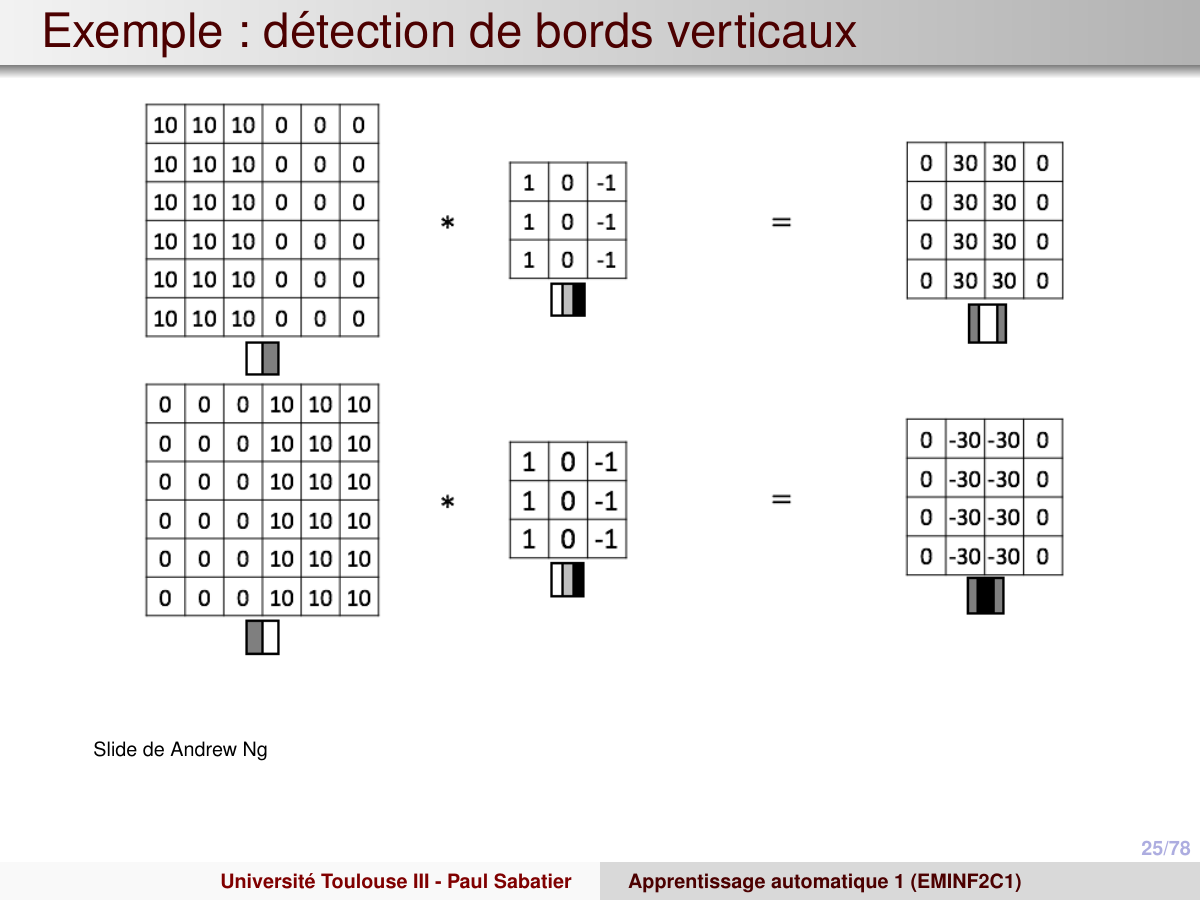 Exemple : détection de bords verticaux
10 10 10 0 0 0
10 10 10 0 0 0
10 10 10 0 0 0
10 10 10 0 0 0
10 10 10 0 0 0
10 10 10 0 0 0
*
1 0 -1
1 0 -1
1 0 -1
=
0 30 30 0
0 30 30 0
0 30 30 0
0 30 30 0
0 0 0 10 10 10
0 0 0 10 10 10
0 0 0 10 10 10
0 0 0 10 10 10
0 0 0 10 10 10
0 0 0 10 10 10
*
1 0 -1
1 0 -1
1 0 -1
=
0 -30 -30 0
0 -30 -30 0
0 -30 -30 0
0 -30 -30 0
Slide de Andrew Ng
25/78
Université Toulouse III - Paul Sabatier
Apprentissage automatique 1 (EMINF2C1)